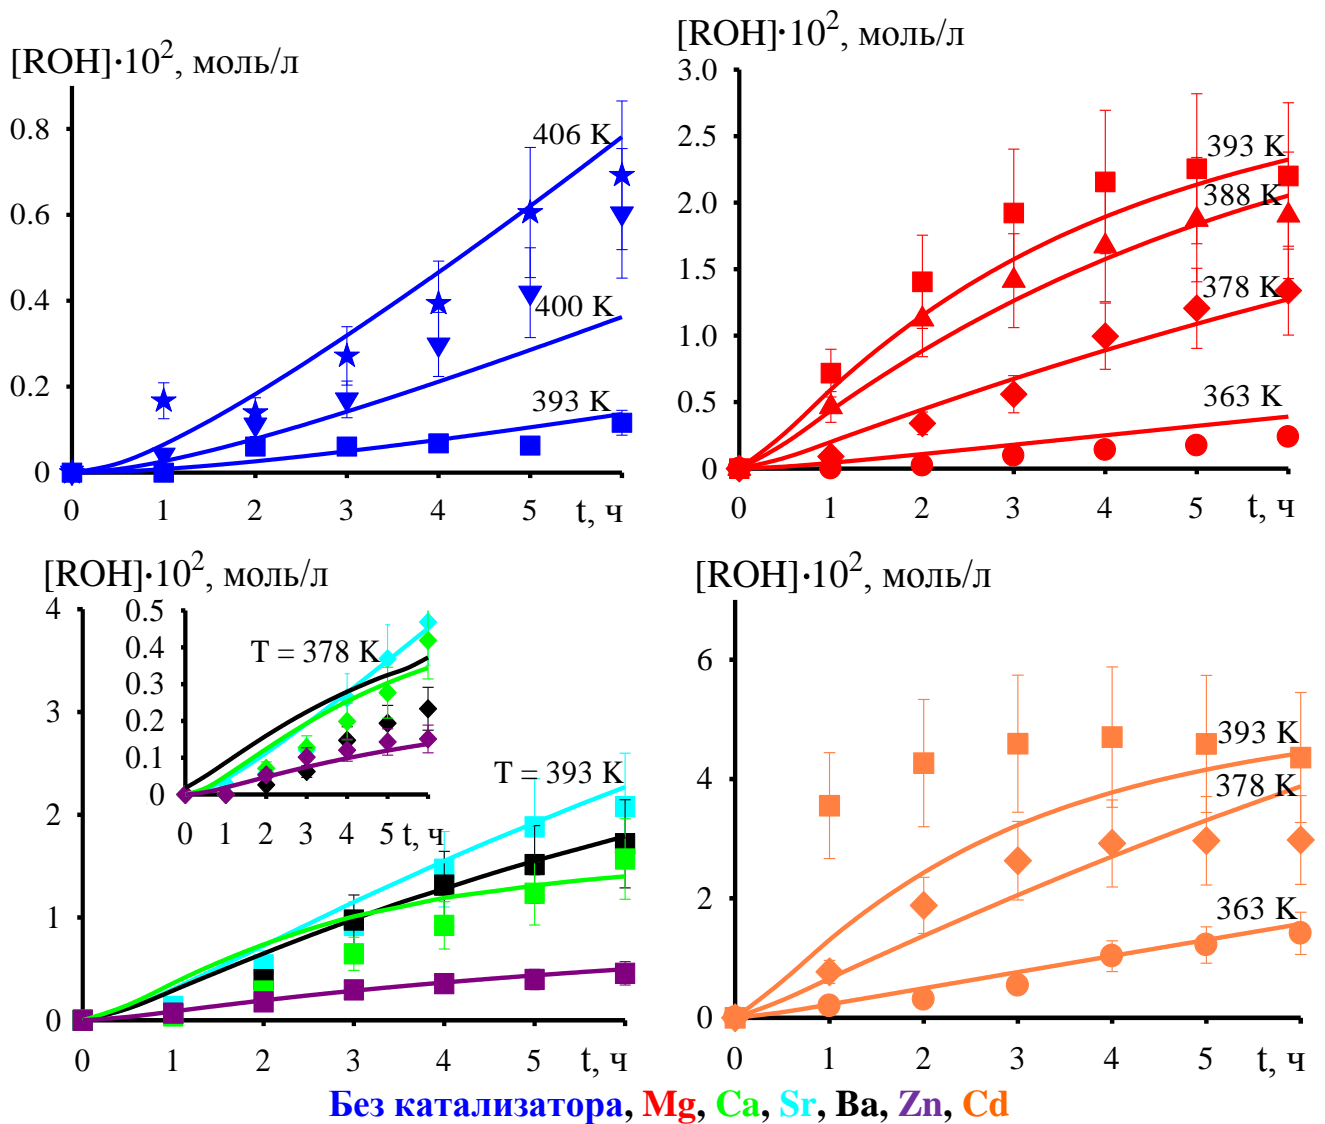 [ROH]·10², моль/л
0.8
0.6
0.4
0.2
0
406 K
400 K
393 K
0 1 2 3 4 5 t, ч
[ROH]·10², моль/л
3.0
2.5
2.0
1.5
1.0
0.5
0
393 K
388 K
378 K
363 K
0 1 2 3 4 5 t, ч
[ROH]·10², моль/л
4
2
1
0
0.5
0.4
0.3
0.2
0.1
0
T = 378 K
0 1 2 3 4 5 t, ч
T = 393 K
0 1 2 3 4 5 t, ч
[ROH]·10², моль/л
6
4
2
0
393 K
378 K
363 K
0 1 2 3 4 5 t, ч
Без катализатора, Mg, Ca, Sr, Ba, Zn, Cd